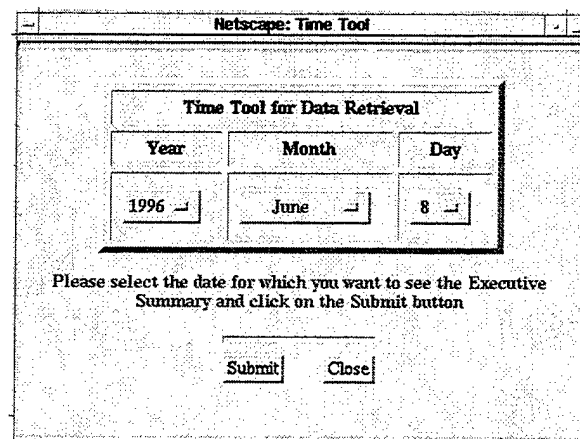 Netscape: Time Tool
Time Tool for Data Retrieval
Year Month Day
1996 June 8
Please select the date for which you want to see the Executive
Summary and click on the Submit button
Submit Close